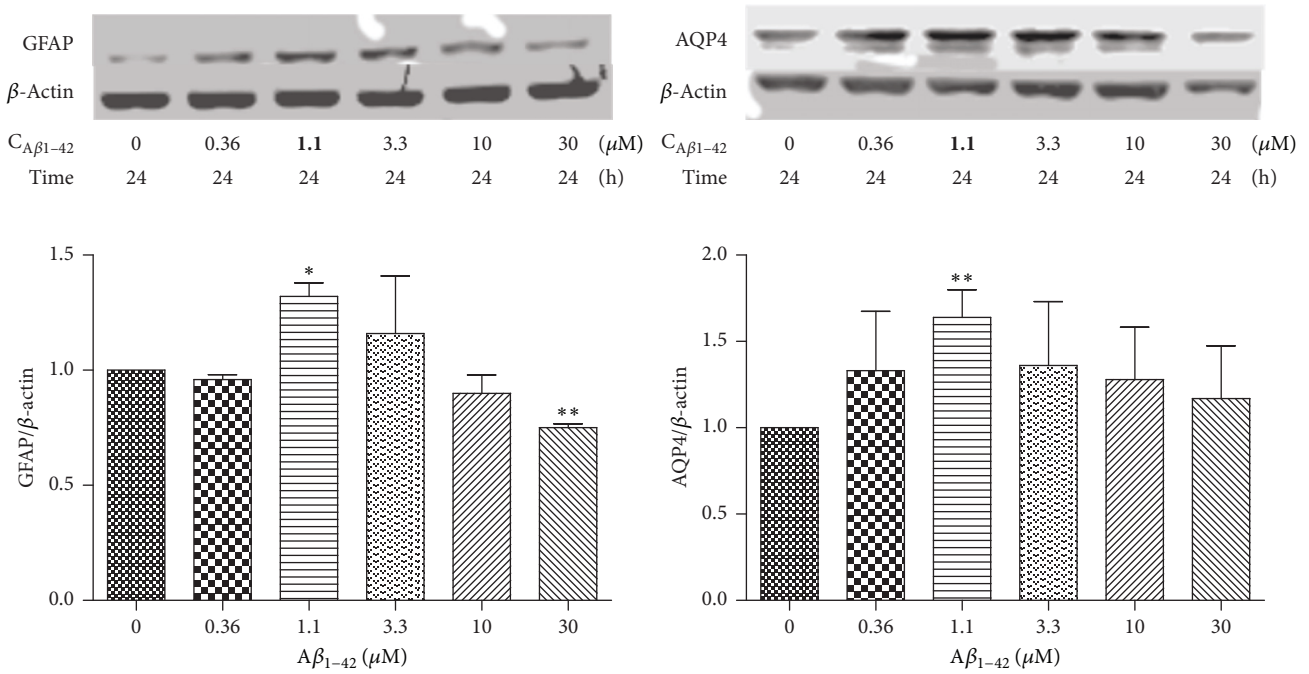 GFAP
β-Actin
C_Aβ1–42 0 0.36 1.1 3.3 10 30 (μM)
Time 24 24 24 24 24 24 (h)
1.5
1.0
0.5
0.0
GFAP/β-actin
*
**
0 0.36 1.1 3.3 10 30
Aβ1–42 (μM)
AQP4
β-Actin
C_Aβ1–42 0 0.36 1.1 3.3 10 30 (μM)
Time 24 24 24 24 24 24 (h)
2.0
1.5
1.0
0.5
0.0
AQP4/β-actin
**
0 0.36 1.1 3.3 10 30
Aβ1–42 (μM)